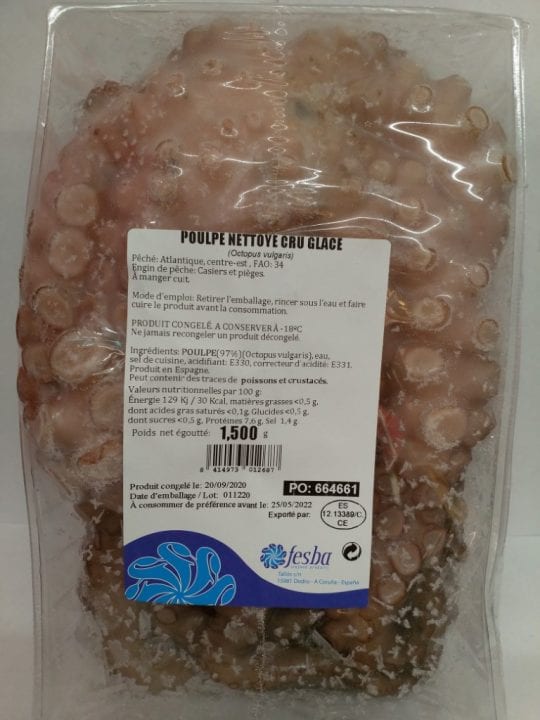 POULPE NETTOYE CRU GLACE
(Octopus vulgaris)
Pêché: Atlantique, centre-est , FAO: 34
Engin de pêche: Casiers et pièges.
À manger cuit.
Mode d'emploi: Retirer l'emballage, rincer sous l'eau et faire
cuire le produit avant la consommation.
PRODUIT CONGELÉ. A CONSERVER À -18ºC
Ne jamais recongeler un produit décongelé.
Ingrédients: POULPE(97%)(Octopus vulgaris), eau,
sel de cuisine, acidifiant: E330, correcteur d'acidité: E331.
Produit en Espagne.
Peut contenir des traces de poissons et crustacés.
Valeurs nutritionnelles par 100 g:
Énergie 129 Kj / 30 Kcal, matières grasses <0,5 g,
dont acides gras saturés <0,1g, Glucides <0,5 g,
dont sucres <0,5 g, Protéines 7,6 g, Sel 1,4 g
Poids net égoutté: 1,500 g
8 414973 012687
Produit congelé le: 20/09/2020
Date d'emballage / Lot: 011220
PO: 664661
À consommer de préférence avant le: 25/05/2022
Exporté par:
ES
12.13389/C.
CE
fesba
15981 Dodro - A Coruña - España